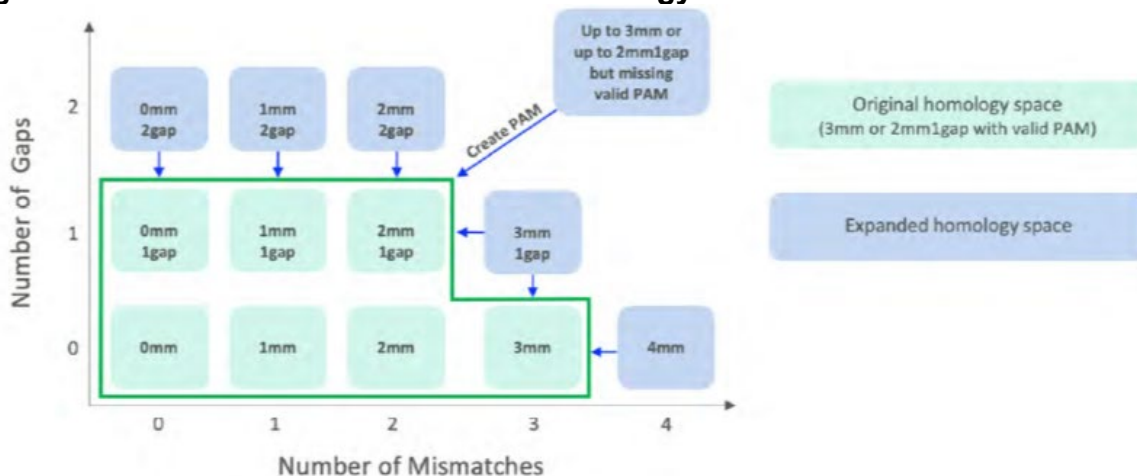 Up to 3mm or
up to 2mm1gap
but missing
valid PAM
Create PAM
Original homology space
(3mm or 2mm1gap with valid PAM)
Expanded homology space
Number of Gaps
2
0mm
2gap
1mm
2gap
2mm
2gap
1
0mm
1gap
1mm
1gap
2mm
1gap
3mm
1gap
0
0mm
1mm
2mm
3mm
4mm
0
1
2
3
4
Number of Mismatches